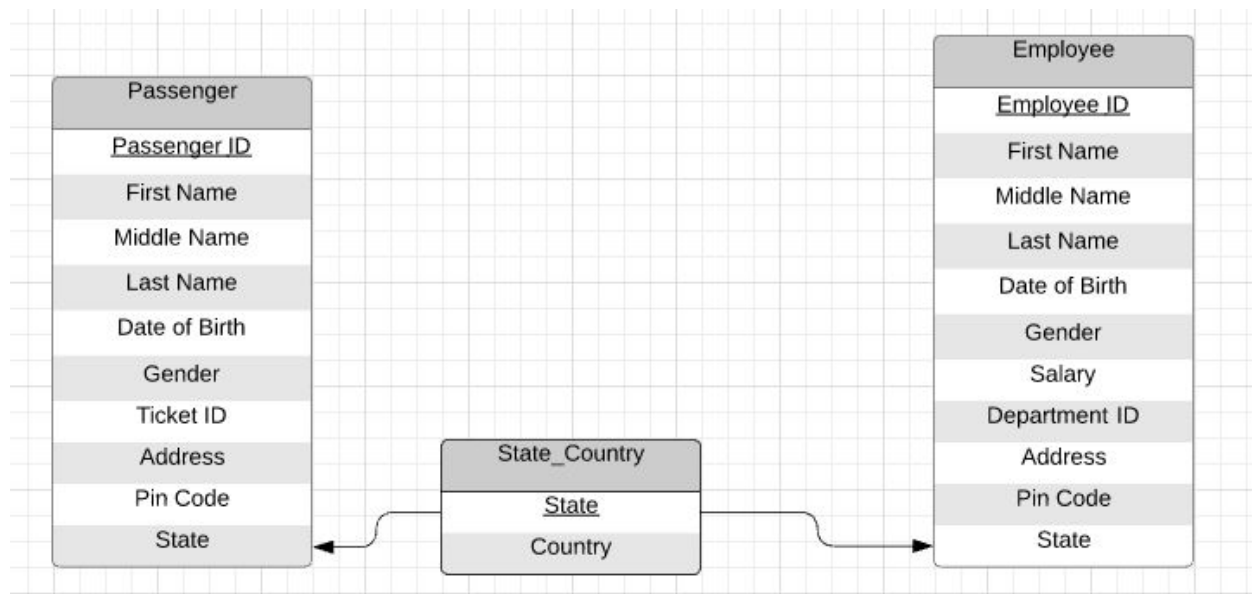 Passenger
Passenger ID
First Name
Middle Name
Last Name
Date of Birth
Gender
Ticket ID
Address
Pin Code
State
State_Country
State
Country
Employee
Employee ID
First Name
Middle Name
Last Name
Date of Birth
Gender
Salary
Department ID
Address
Pin Code
State